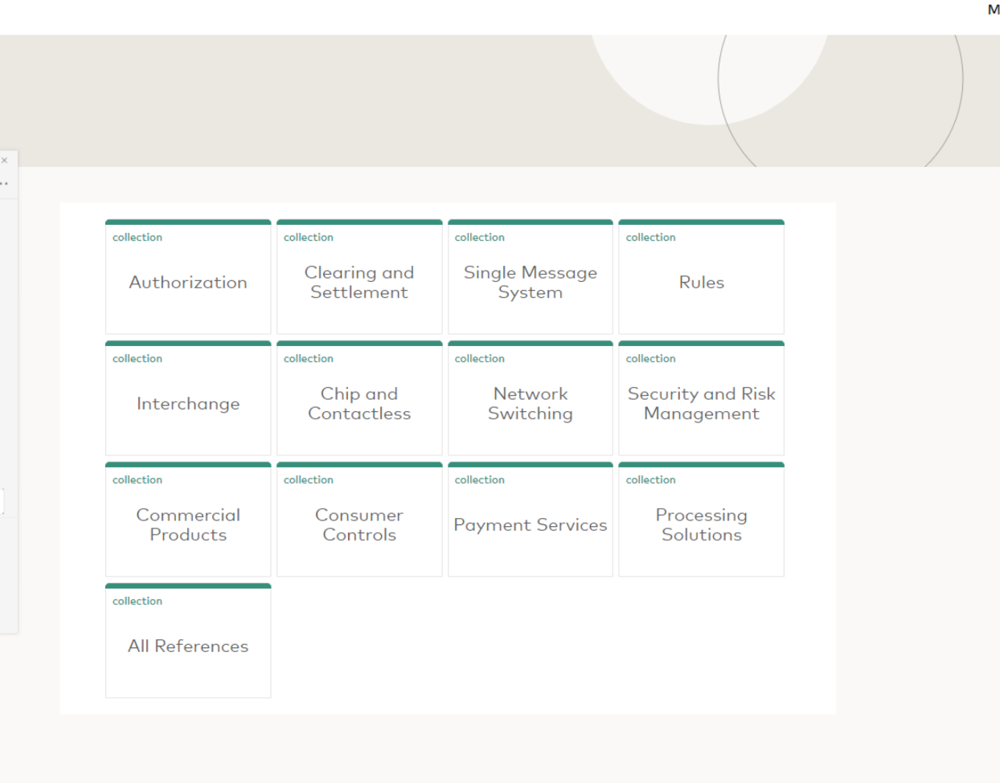 M
collection
Authorization
collection
Clearing and
Settlement
collection
Single Message
System
collection
Rules
collection
Interchange
collection
Chip and
Contactless
collection
Network
Switching
collection
Security and Risk
Management
collection
Commercial
Products
collection
Consumer
Controls
collection
Payment Services
collection
Processing
Solutions
collection
All References